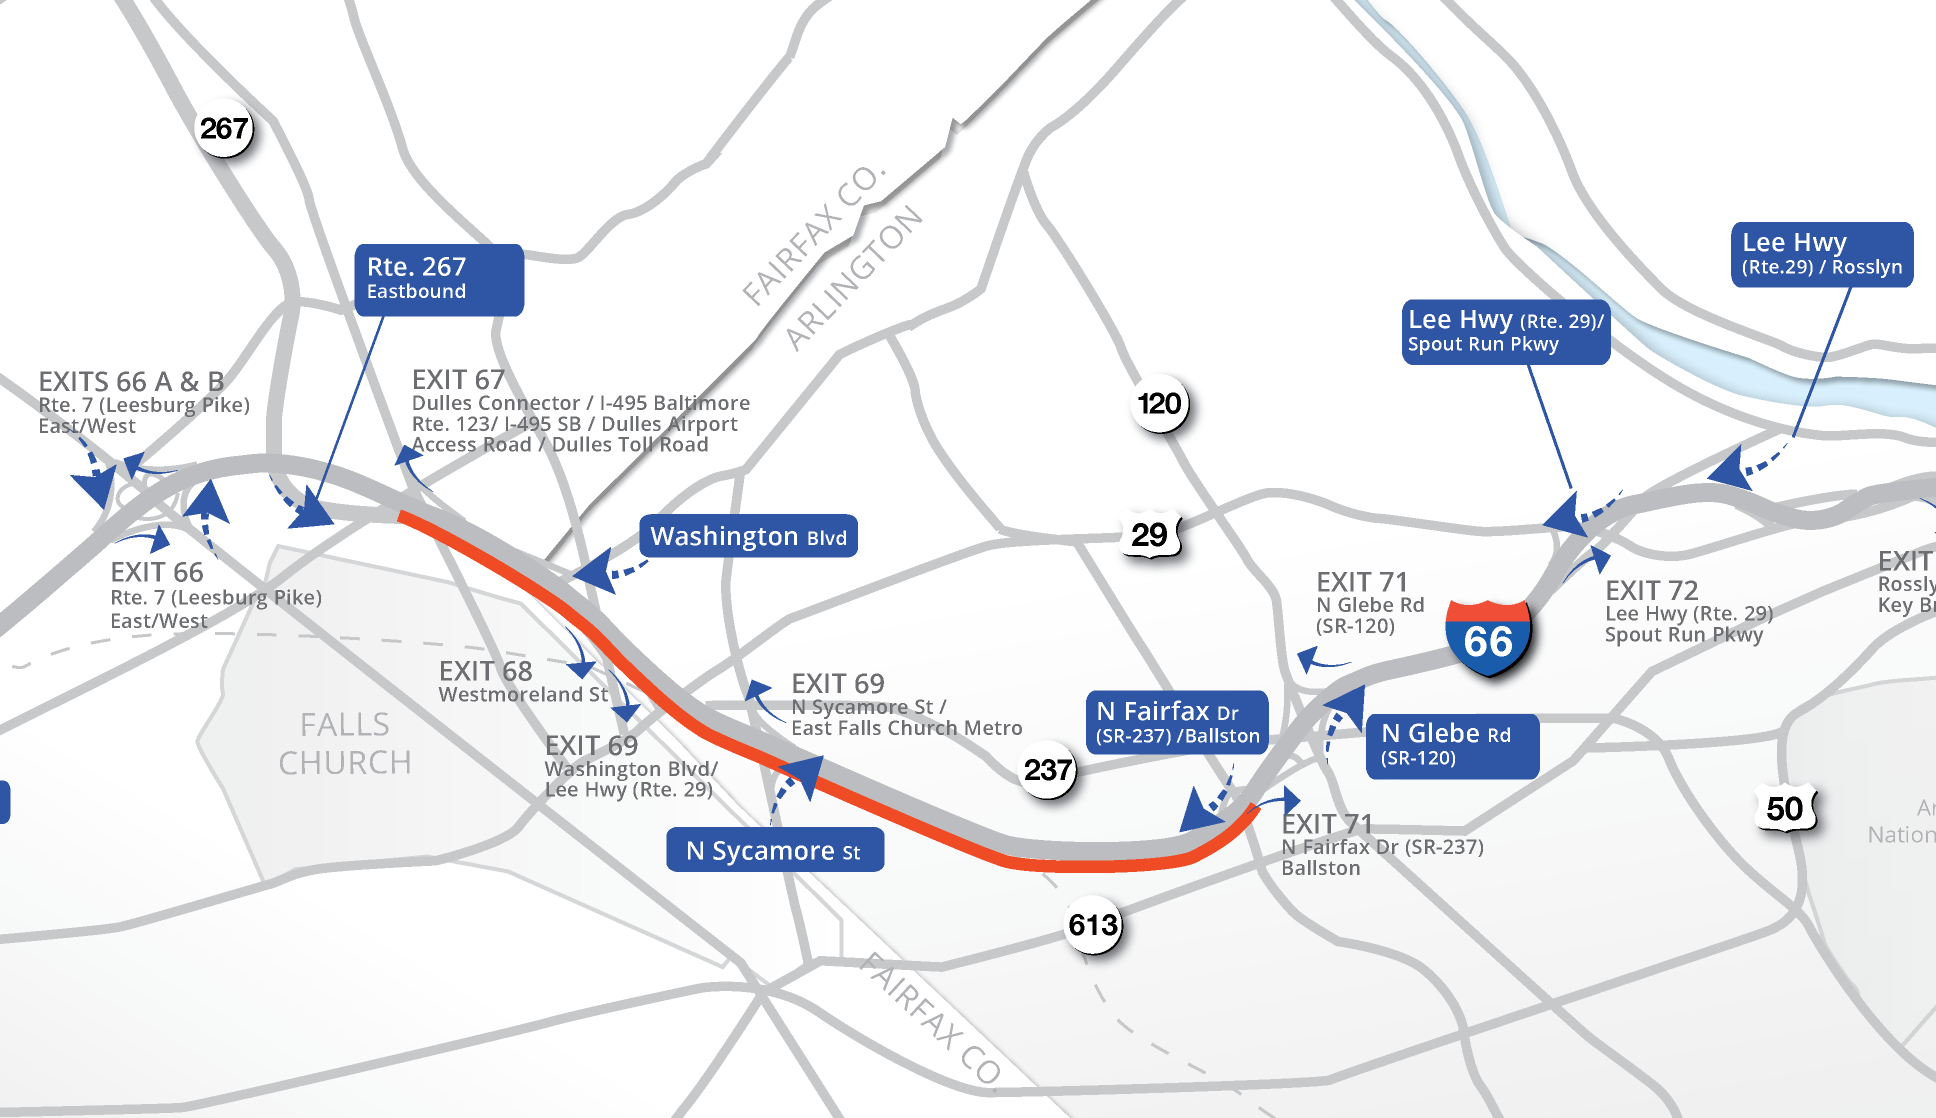 267
Rte. 267
Eastbound
FAIRFAX CO.
ARLINGTON
Lee Hwy
(Rte.29) / Rosslyn
Lee Hwy (Rte. 29)/
Spout Run Pkwy
EXITS 66 A & B
Rte. 7 (Leesburg Pike)
East/West
EXIT 67
Dulles Connector / I-495 Baltimore
Rte. 123/ I-495 SB / Dulles Airport
Access Road / Dulles Toll Road
120
29
Washington Blvd
EXIT 66
Rte. 7 (Leesburg Pike)
East/West
EXIT 71
N Glebe Rd
(SR-120)
66
EXIT 72
Lee Hwy (Rte. 29)
Spout Run Pkwy
EXIT
Key
EXIT 68
Westmoreland St
EXIT 69
N Sycamore St /
East Falls Church Metro
N Fairfax Dr
(SR-237) /Ballston
N Glebe Rd
(SR-120)
FALLS
CHURCH
EXIT 69
Washington Blvd/
Lee Hwy (Rte. 29)
237
50
N Sycamore St
EXIT 71
N Fairfax Dr (SR-237)
Ballston
613
FAIRFAX CO.